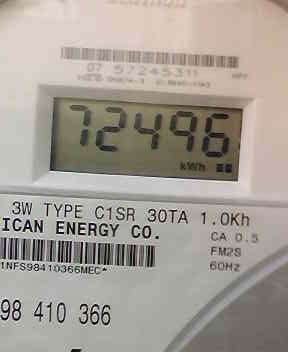 07 57245311
72496
kWh
3W TYPE C1SR 30TA 1.0Kh
ICAN ENERGY CO.
CA 0.5
FM2S
60Hz
1NFS98410366MEC*
98 410 366